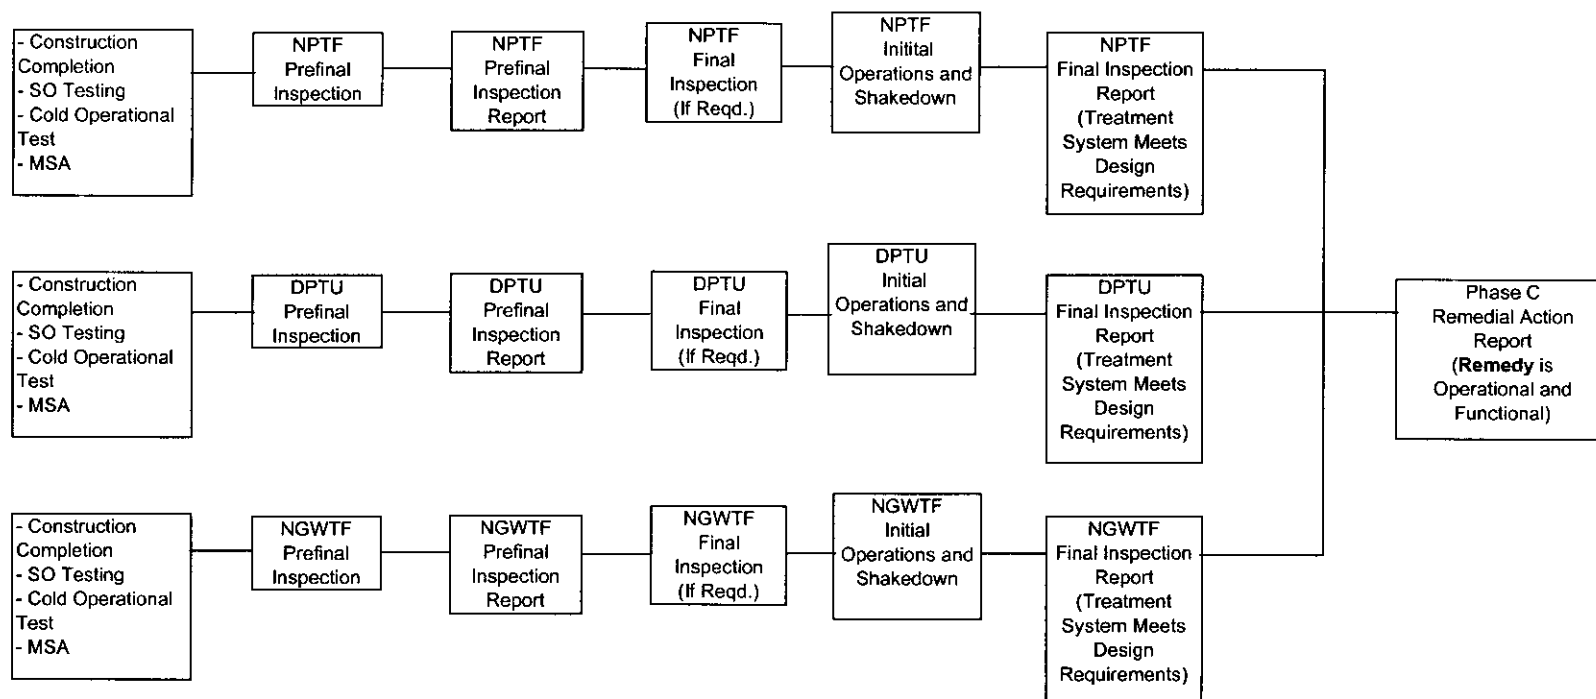 - Construction
Completion
- SO Testing
- Cold Operational
Test
- MSA
NPTF
Prefinal
Inspection
NPTF
Prefinal
Inspection
Report
NPTF
Final
Inspection
(If Reqd.)
NPTF
Initital
Operations and
Shakedown
NPTF
Final Inspection
Report
(Treatment
System Meets
Design
Requirements)
- Construction
Completion
- SO Testing
- Cold Operational
Test
- MSA
DPTU
Prefinal
Inspection
DPTU
Prefinal
Inspection
Report
DPTU
Final
Inspection
(If Reqd.)
DPTU
Initial
Operations and
Shakedown
DPTU
Final Inspection
Report
(Treatment
System Meets
Design
Requirements)
Phase C
Remedial Action
Report
(Remedy is
Operational and
Functional)
- Construction
Completion
- SO Testing
- Cold Operational
Test
- MSA
NGWTF
Prefinal
Inspection
NGWTF
Prefinal
Inspection
Report
NGWTF
Final
Inspection
(If Reqd.)
NGWTF
Initial
Operations and
Shakedown
NGWTF
Final Inspection
Report
(Treatment
System Meets
Design
Requirements)